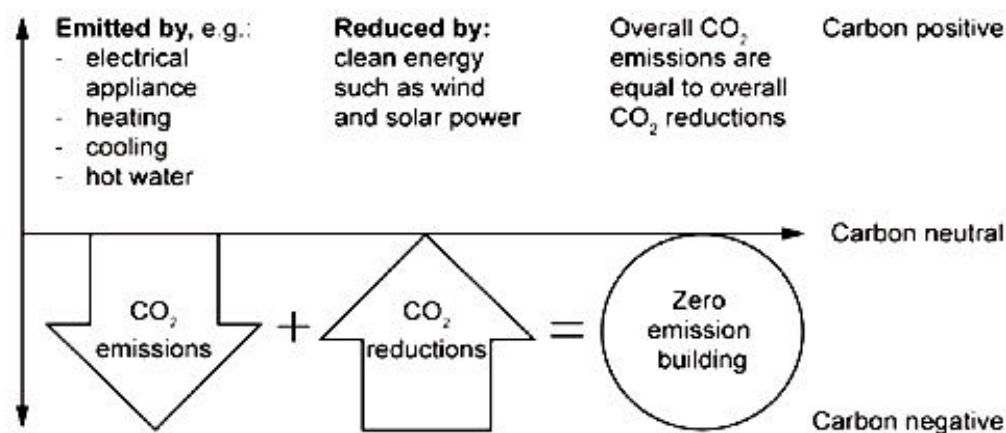 Emitted by, e.g.:
- electrical
appliance
- heating
- cooling
- hot water
Reduced by:
clean energy
such as wind
and solar power
Overall CO₂
emissions are
equal to overall
CO₂ reductions
Carbon positive
Carbon neutral
CO₂
emissions
+
CO₂
reductions
=
Zero
emission
building
Carbon negative